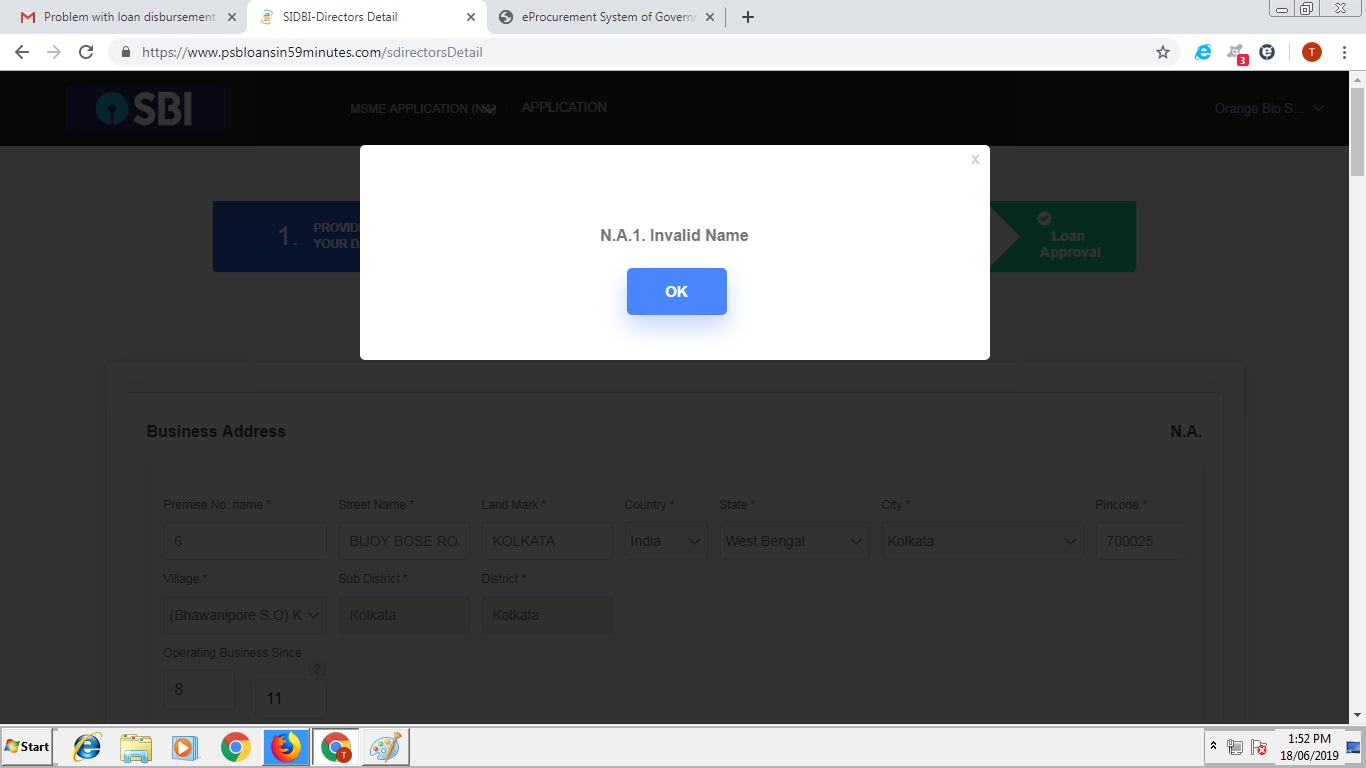 Problem with loan disbursement
SIDBI-Directors Detail
eProcurement System of Govern
https://www.psbloansin59minutes.com/sdirectorsDetail
3
T
SBI
APPLICATION
Orange Bio S...
X
1.
PROVID
YOUR DA
N.A.1. Invalid Name
OK
Loan
Approval
Business Address
N.A.
Premise No. name *
Street Name *
Land Mark *
Country *
State *
City *
Pincode *
6
BIJOY BOSE RO
KOLKATA
India
West Bengal
Kolkata
700025
Village *
Sub District *
District *
(Bhawanipore S.O) K
Kolkata
Kolkata
Operating Business Since
?
8
11
Start
T
1:52 PM
18/06/2019